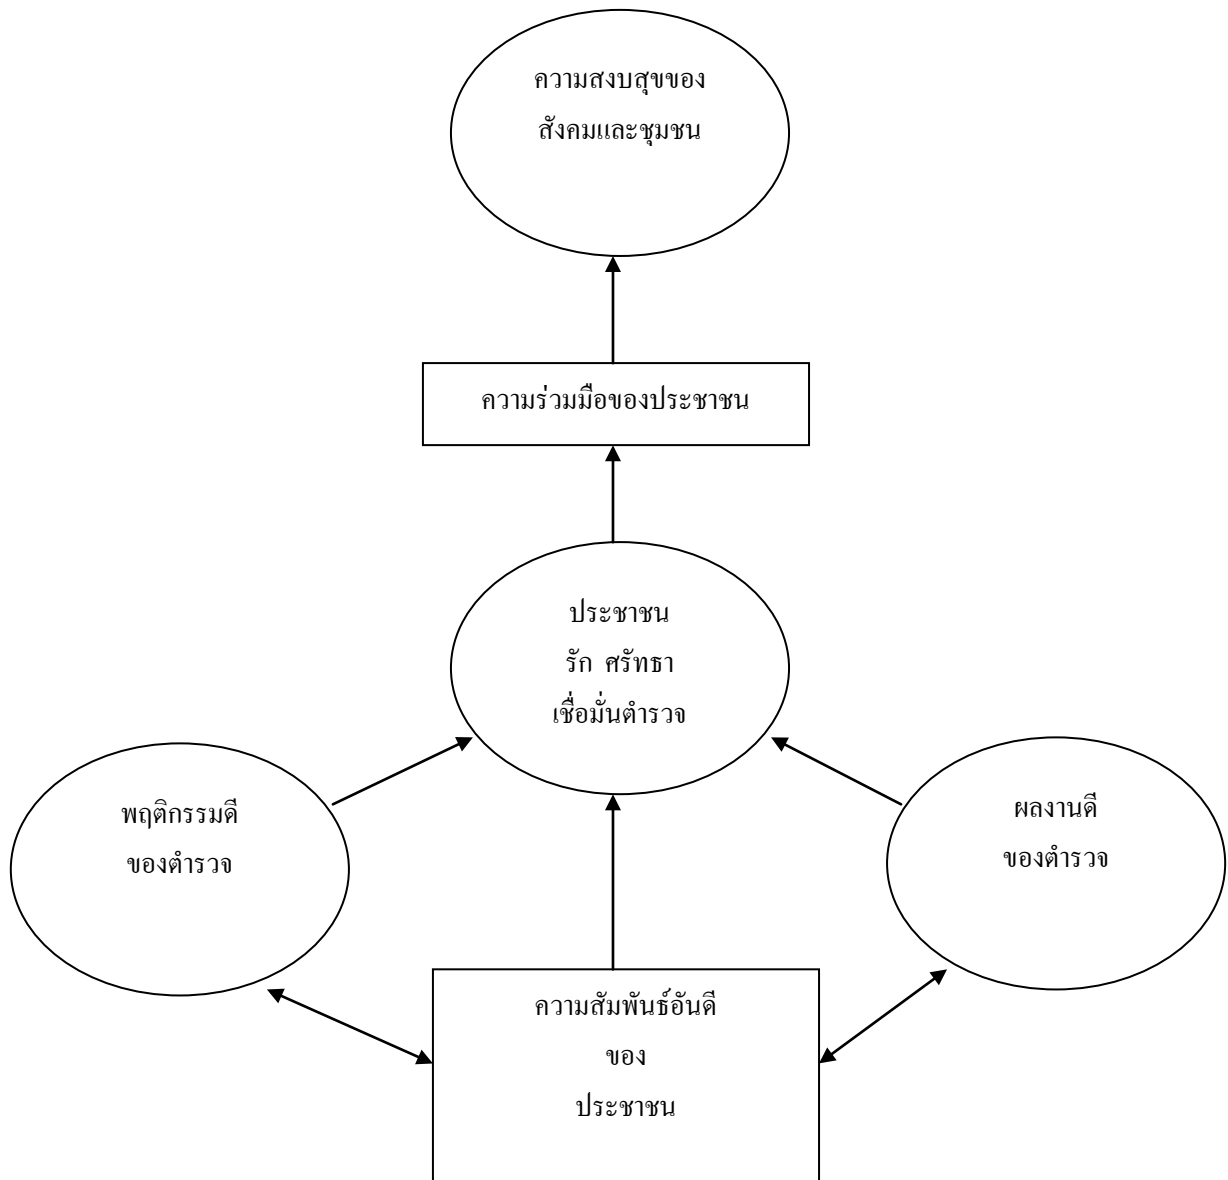 ความสงบสุขของ
สังคมและชุมชน
ความร่วมมือของประชาชน
ประชาชน
รัก ศรัทธา
เชื่อมั่นตำรวจ
พฤติกรรมดี
ของตำรวจ
ผลงานดี
ของตำรวจ
ความสัมพันธ์อันดี
ของ
ประชาชน